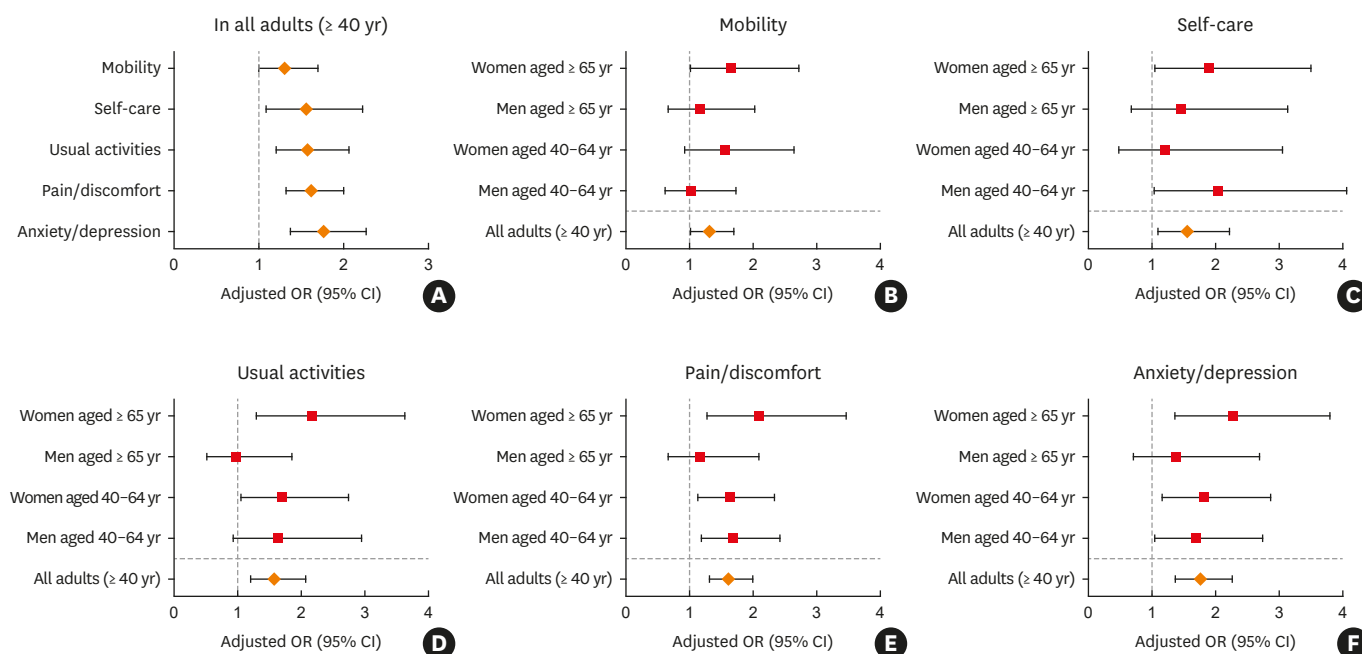 In all adults (≥ 40 yr)
Mobility
Self-care
Usual activities
Pain/discomfort
Anxiety/depression
0 1 2 3
Adjusted OR (95% CI)
A
Mobility
Women aged ≥ 65 yr
Men aged ≥ 65 yr
Women aged 40–64 yr
Men aged 40–64 yr
All adults (≥ 40 yr)
0 1 2 3 4
Adjusted OR (95% CI)
B
Self-care
Women aged ≥ 65 yr
Men aged ≥ 65 yr
Women aged 40–64 yr
Men aged 40–64 yr
All adults (≥ 40 yr)
0 1 2 3 4
Adjusted OR (95% CI)
C
Usual activities
Women aged ≥ 65 yr
Men aged ≥ 65 yr
Women aged 40–64 yr
Men aged 40–64 yr
All adults (≥ 40 yr)
0 1 2 3 4
Adjusted OR (95% CI)
D
Pain/discomfort
Women aged ≥ 65 yr
Men aged ≥ 65 yr
Women aged 40–64 yr
Men aged 40–64 yr
All adults (≥ 40 yr)
0 1 2 3 4
Adjusted OR (95% CI)
E
Anxiety/depression
Women aged ≥ 65 yr
Men aged ≥ 65 yr
Women aged 40–64 yr
Men aged 40–64 yr
All adults (≥ 40 yr)
0 1 2 3 4
Adjusted OR (95% CI)
F